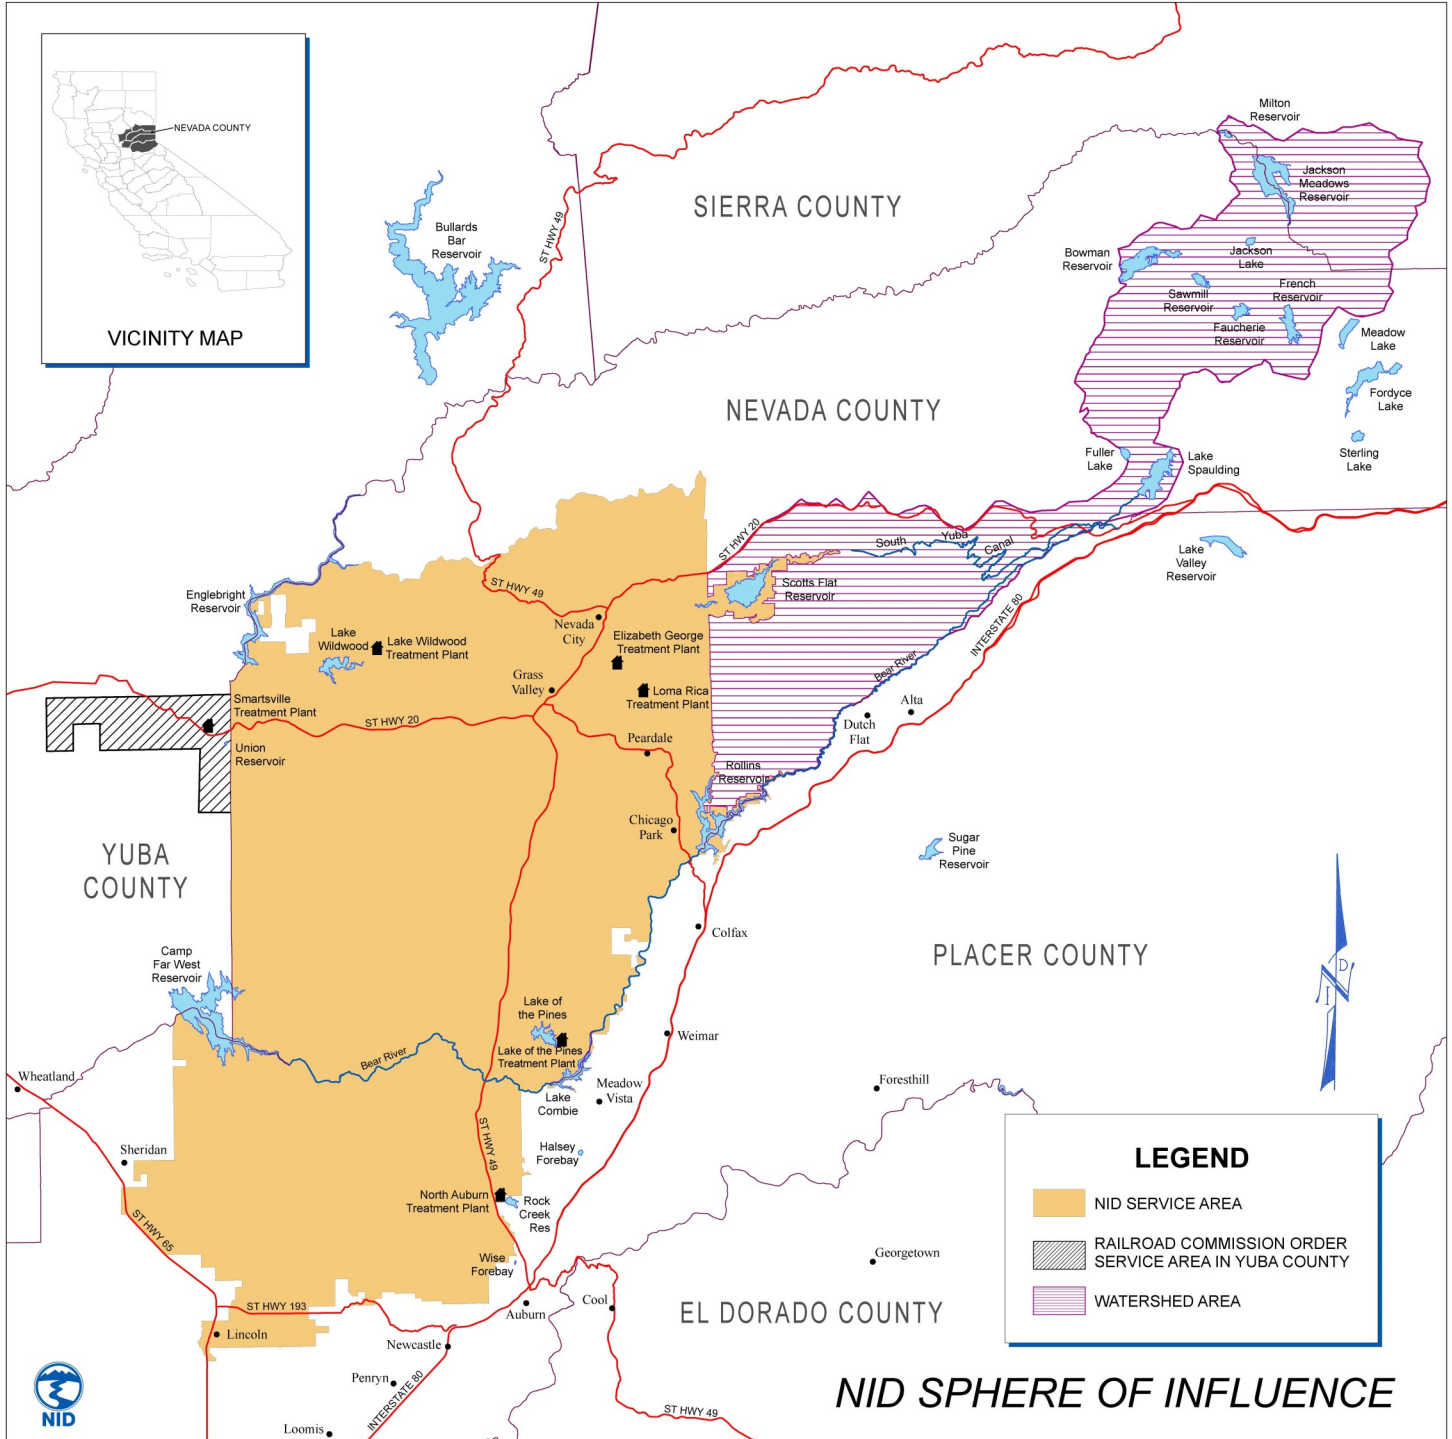 NEVADA COUNTY
VICINITY MAP
Milton
Reservoir
Jackson
Meadows
Reservoir
SIERRA COUNTY
ST HWY 49
Bullards
Bar
Reservoir
Bowman
Reservoir
Jackson
Lake
Sawmill
Reservoir
French
Reservoir
Faucherie
Reservoir
Meadow
Lake
Fordyce
Lake
NEVADA COUNTY
Sterling
Lake
Fuller
Lake
Lake
Spaulding
ST HWY 20
South
Yuba
Canal
Lake
Valley
Reservoir
Scotts Flat
Reservoir
Englebright
Reservoir
ST HWY 49
INTERSTATE 80
Nevada
City
Lake
Wildwood
Lake Wildwood
Treatment Plant
Elizabeth George
Treatment Plant
Grass
Valley
Loma Rica
Treatment Plant
Bear River
Smartsville
Treatment Plant
ST HWY 20
Alta
Dutch
Flat
Union
Reservoir
Peardale
Rollins
Reservoir
Chicago
Park
YUBA
COUNTY
Sugar
Pine
Reservoir
Colfax
PLACER COUNTY
Camp
Far West
Reservoir
N
I
D
Lake of
the Pines
Lake of the Pines
Treatment Plant
Weimar
Bear River
Wheatland
Meadow
Vista
Lake
Combie
Foresthill
Sheridan
ST HWY 49
Halsey
Forebay
North Auburn
Treatment Plant
Rock
Creek
Res
ST HWY 65
Wise
Forebay
Georgetown
ST HWY 193
Auburn
Cool
EL DORADO COUNTY
Lincoln
Newcastle
Penryn
INTERSTATE 80
ST HWY 49
Loomis
LEGEND
NID SERVICE AREA
RAILROAD COMMISSION ORDER
SERVICE AREA IN YUBA COUNTY
WATERSHED AREA
NID SPHERE OF INFLUENCE
NID